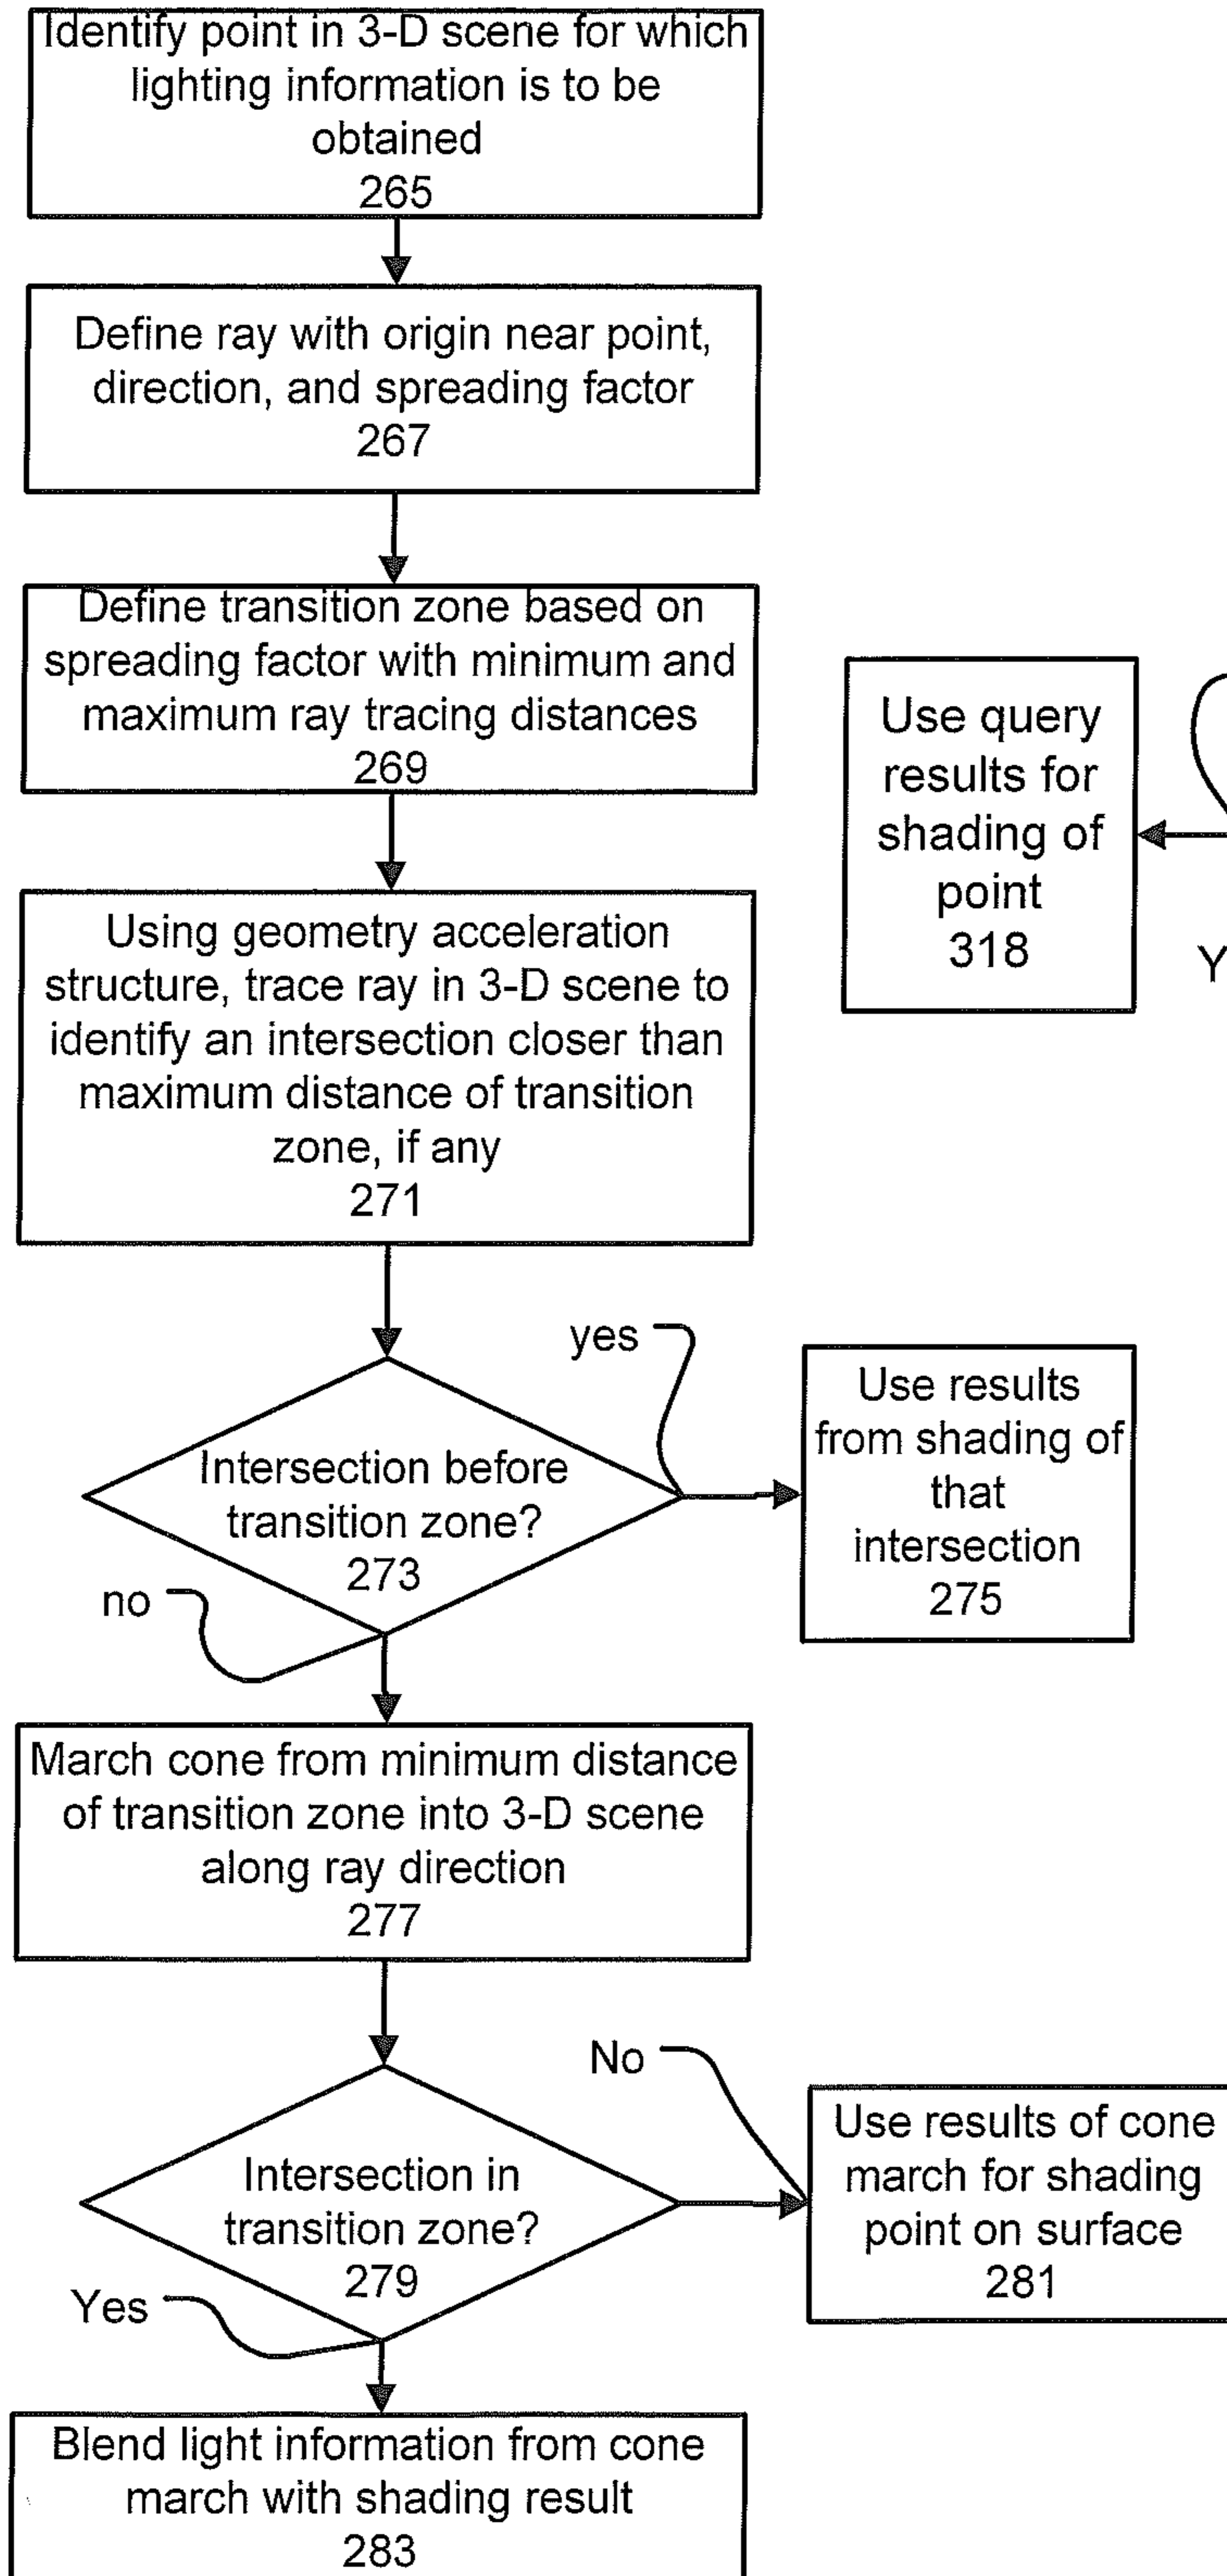 Identify point in 3-D scene for which
lighting information is to be
obtained
265
Define ray with origin near point,
direction, and spreading factor
267
Define transition zone based on
spreading factor with minimum and
maximum ray tracing distances
269
Use query
results for
shading of
point
318
Y
Using geometry acceleration
structure, trace ray in 3-D scene to
identify an intersection closer than
maximum distance of transition
zone, if any
271
yes
Intersection before
transition zone?
273
Use results
from shading of
that
intersection
275
no
March cone from minimum distance
of transition zone into 3-D scene
along ray direction
277
No
Intersection in
transition zone?
279
Use results of cone
march for shading
point on surface
281
Yes
Blend light information from cone
march with shading result
283